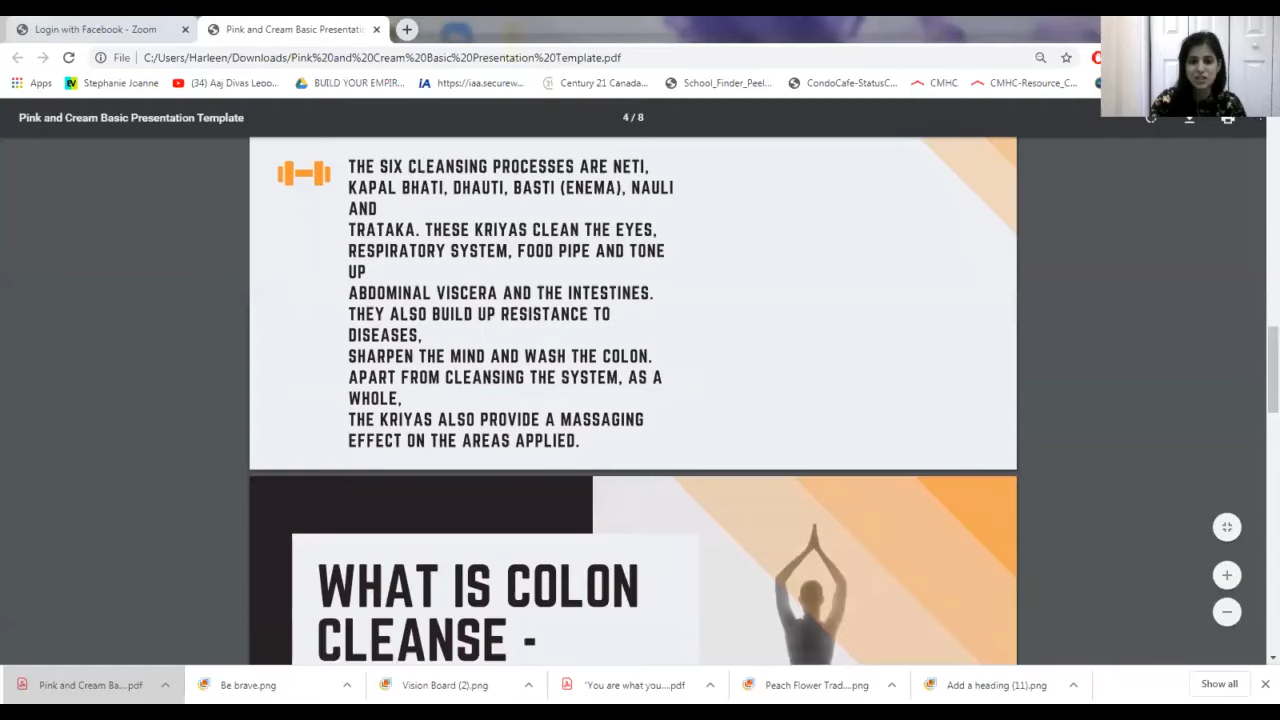 Login with Facebook - Zoom
Pink and Cream Basic Presentatio
File
C:/Users/Harleen/Downloads/Pink%20and%20Cream%20Basic%20Presentation%20Template.pdf
Apps
Stephanie Joanne
(34) Aaj Divas Leoo...
BUILD YOUR EMPIR...
https://iaa.securew...
Century 21 Canada...
School_Finder_Peel...
CondoCafe-StatusC...
CMHC
CMHC-Resource_C...
Pink and Cream Basic Presentation Template
4 / 8
THE SIX CLEANSING PROCESSES ARE NETI,
KAPAL BHATI, DHAUTI, BASTI (ENEMA), NAULI
AND
TRATAKA. THESE KRIYAS CLEAN THE EYES,
RESPIRATORY SYSTEM, FOOD PIPE AND TONE
UP
ABDOMINAL VISCERA AND THE INTESTINES.
THEY ALSO BUILD UP RESISTANCE TO
DISEASES,
SHARPEN THE MIND AND WASH THE COLON.
APART FROM CLEANSING THE SYSTEM, AS A
WHOLE,
THE KRIYAS ALSO PROVIDE A MASSAGING
EFFECT ON THE AREAS APPLIED.
WHAT IS COLON
CLEANSE -
Pink and Cream Ba....pdf
Be brave.png
Vision Board (2).png
"You are what you....pdf
Peach Flower Trad....png
Add a heading (11).png
Show all